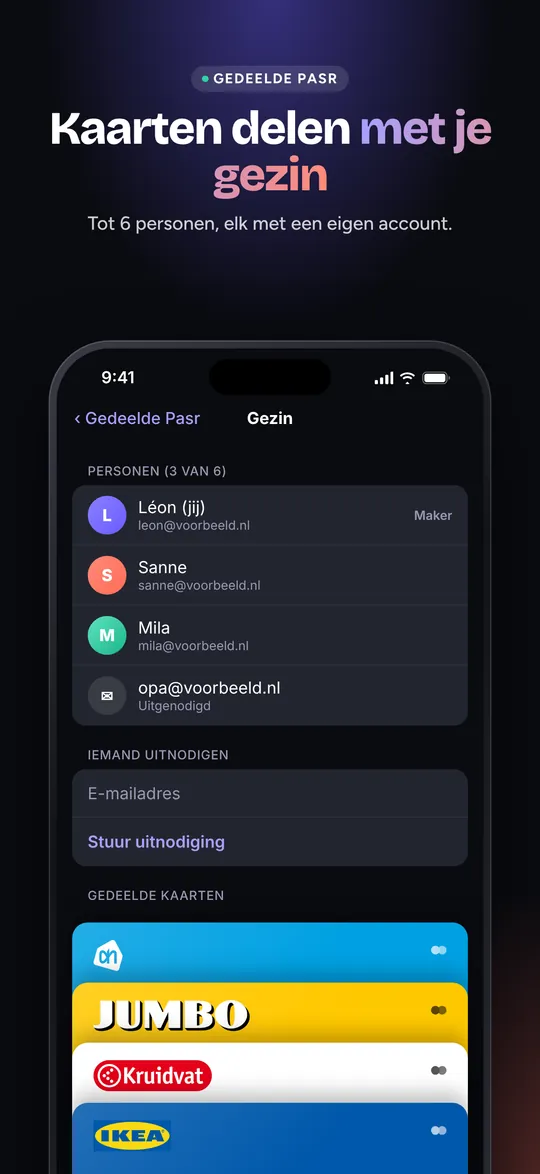 GEDEELDE PASR
Kaarten delen met je
gezin
Tot 6 personen, elk met een eigen account.
9:41
‹ Gedeelde Pasr
Gezin
PERSONEN (3 VAN 6)
L
Léon (jij)
leon@voorbeeld.nl
Maker
S
Sanne
sanne@voorbeeld.nl
M
Mila
mila@voorbeeld.nl
opa@voorbeeld.nl
Uitgenodigd
IEMAND UITNODIGEN
E-mailadres
Stuur uitnodiging
GEDEELDE KAARTEN
ah
JUMBO
Kruidvat
IKEA